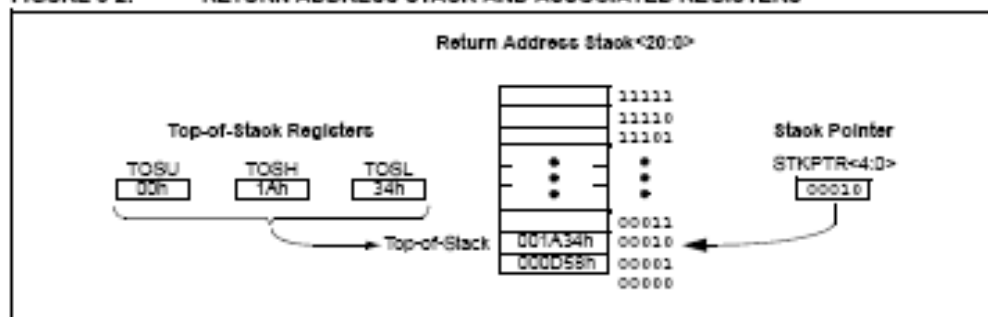 Return Address Stack<20:0>
11111
11110
11101
Top-of-Stack Registers
Stack Pointer
TOSU TOSH TOSL
STKPTR<4:0>
00h 1Ah 34h
00010
00011
Top-of-Stack 001A34h 00010
000D58h 00001
00000